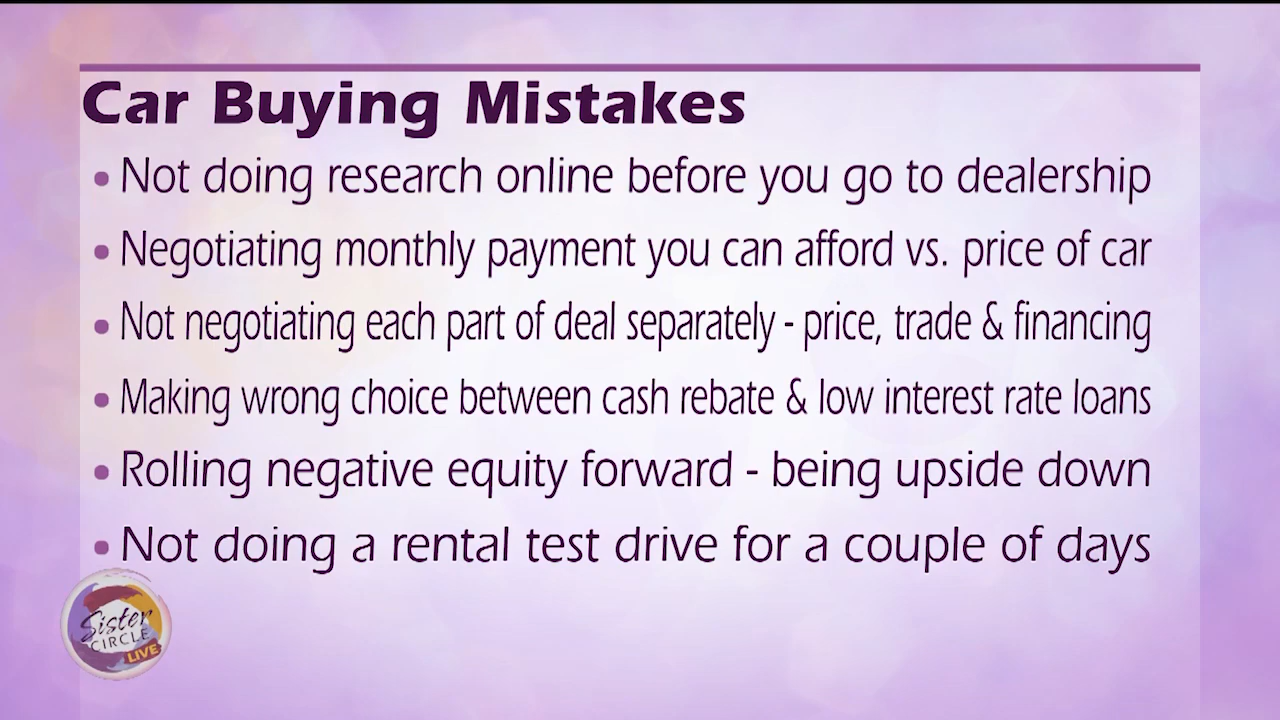 Car Buying Mistakes
• Not doing research online before you go to dealership
• Negotiating monthly payment you can afford vs. price of car
• Not negotiating each part of deal separately - price, trade & financing
• Making wrong choice between cash rebate & low interest rate loans
• Rolling negative equity forward - being upside down
• Not doing a rental test drive for a couple of days
Sister
CIRCLE
LIVE